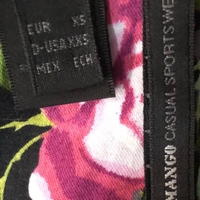 EUR XS
D-USA XXS
MEX ECH
MANGO CASUAL SPORTSWE